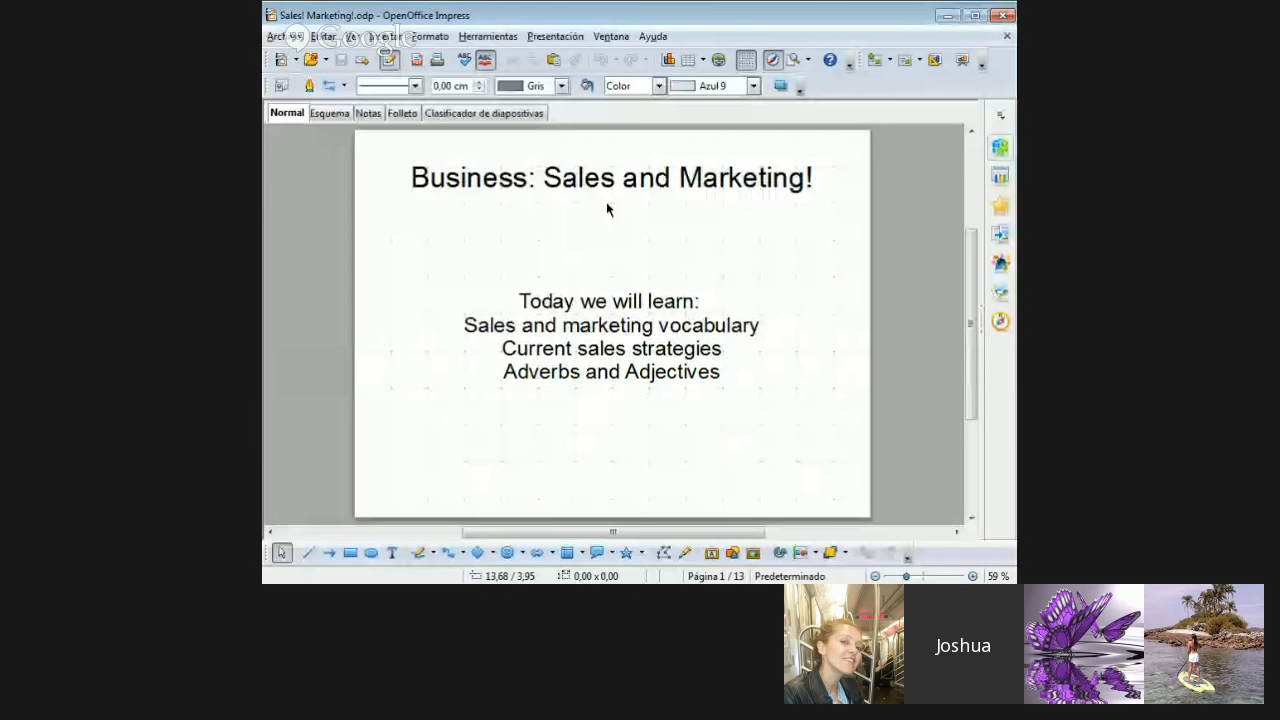 Sales! Marketing!.odp - OpenOffice Impress
Google
Formato Herramientas Presentación Ventana Ayuda
0,00 cm Gris Color Azul 9
Normal Esquema Notas Folleto Clasificador de diapositivas
Business: Sales and Marketing!
Today we will learn:
Sales and marketing vocabulary
Current sales strategies
Adverbs and Adjectives
13,68 / 3,95 0,00 x 0,00 Página 1 / 13 Predeterminado 59 %
Joshua